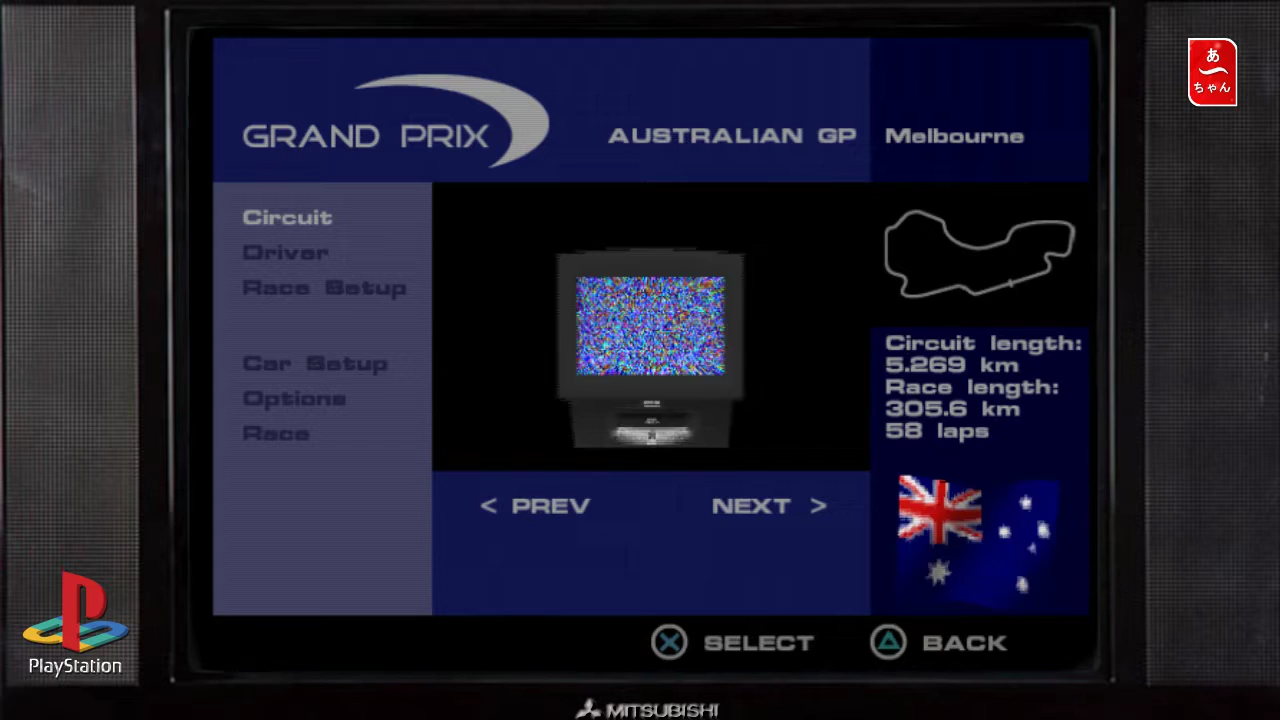 あーちゃん
GRAND PRIX
AUSTRALIAN GP
Melbourne
Circuit
Driver
Race Setup
Car Setup
Options
Race
Circuit length:
5.269 km
Race length:
305.6 km
58 laps
< PREV
NEXT >
SELECT
BACK
PlayStation
MITSUBISHI